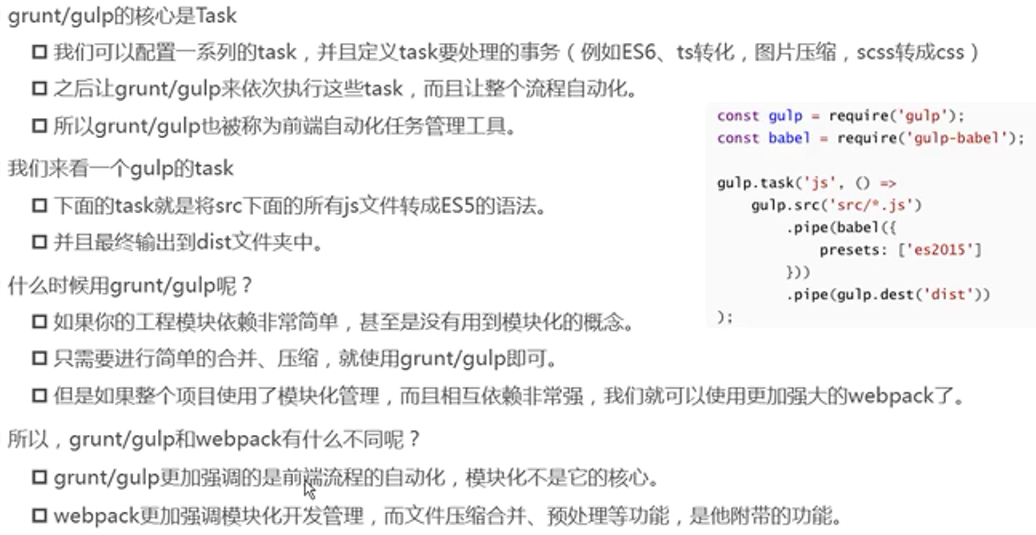 grunt/gulp的核心是Task
我们可以配置一系列的task，并且定义task要处理的事务（例如ES6、ts转化，图片压缩，scss转成css）
之后让grunt/gulp来依次执行这些task，而且让整个流程自动化。
所以grunt/gulp也被称为前端自动化任务管理工具。
我们来看一个gulp的task
下面的task就是将src下面的所有js文件转成ES5的语法。
并且最终输出到dist文件夹中。
什么时候用grunt/gulp呢？
如果你的工程模块依赖非常简单，甚至是没有用到模块化的概念。
只需要进行简单的合并、压缩，就使用grunt/gulp即可。
但是如果整个项目使用了模块化管理，而且相互依赖非常强，我们就可以使用更加强大的webpack了。
所以，grunt/gulp和webpack有什么不同呢？
grunt/gulp更加强调的是前端流程的自动化，模块化不是它的核心。
webpack更加强调模块化开发管理，而文件压缩合并、预处理等功能，是他附带的功能。
const gulp = require('gulp');
const babel = require('gulp-babel');
gulp.task('js', () =>
gulp.src('src/*.js')
.pipe(babel({
presets: ['es2015']
}))
.pipe(gulp.dest('dist'))
);